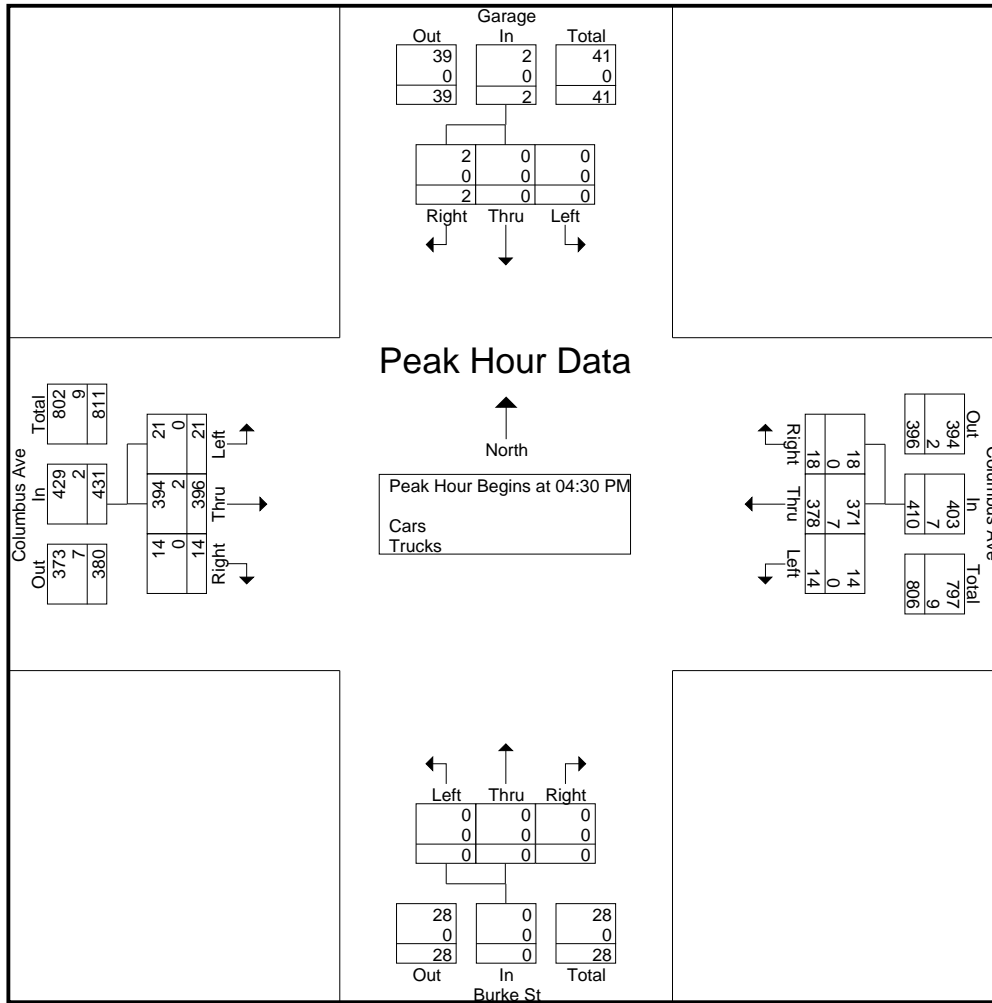 Garage
Out In Total
39 2 41
0 0 0
39 2 41
2 0 0
0 0 0
2 0 0
Right Thru Left
Peak Hour Data
North
Peak Hour Begins at 04:30 PM
Cars
Trucks
Columbus Ave
Out In Total
373 429 802
7 2 9
380 431 811
Right Thru Left
14 394 21
0 2 0
14 396 21
Columbus Ave
Out In Total
394 403 797
2 7 9
396 410 806
18 371 14
0 7 0
18 378 14
Right Thru Left
Left Thru Right
0 0 0
0 0 0
0 0 0
28 0 28
0 0 0
28 0 28
Out In Total
Burke St